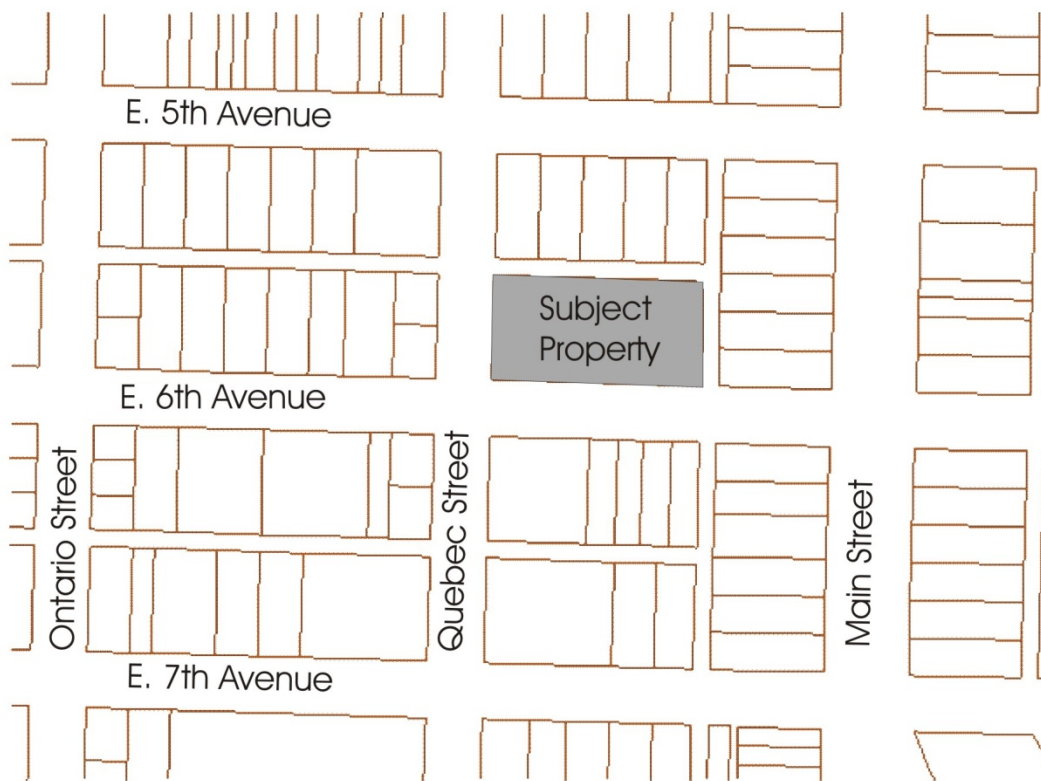 E. 5th Avenue
Subject
Property
E. 6th Avenue
Ontario Street
Quebec Street
Main Street
E. 7th Avenue